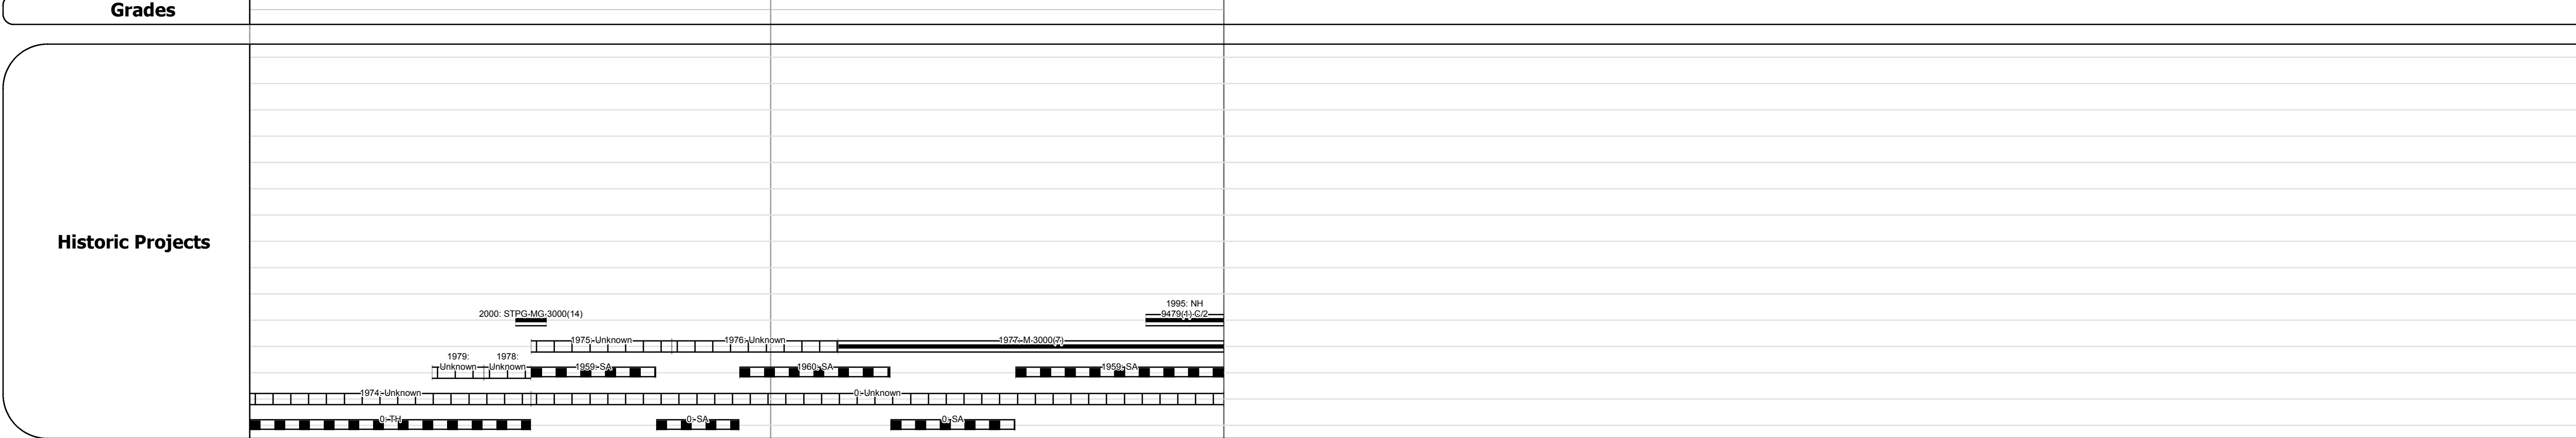 Grades
Historic Projects
1995: NH
9479(1) C/2
2000: STPG-MG-3000(14)
1975: Unknown
1976: Unknown
1977: M-3000(7)
1979:
Unknown
1978:
Unknown
1959: SA
1960: SA
1959: SA
1974: Unknown
0: Unknown
0: TH
0: SA
0: SA